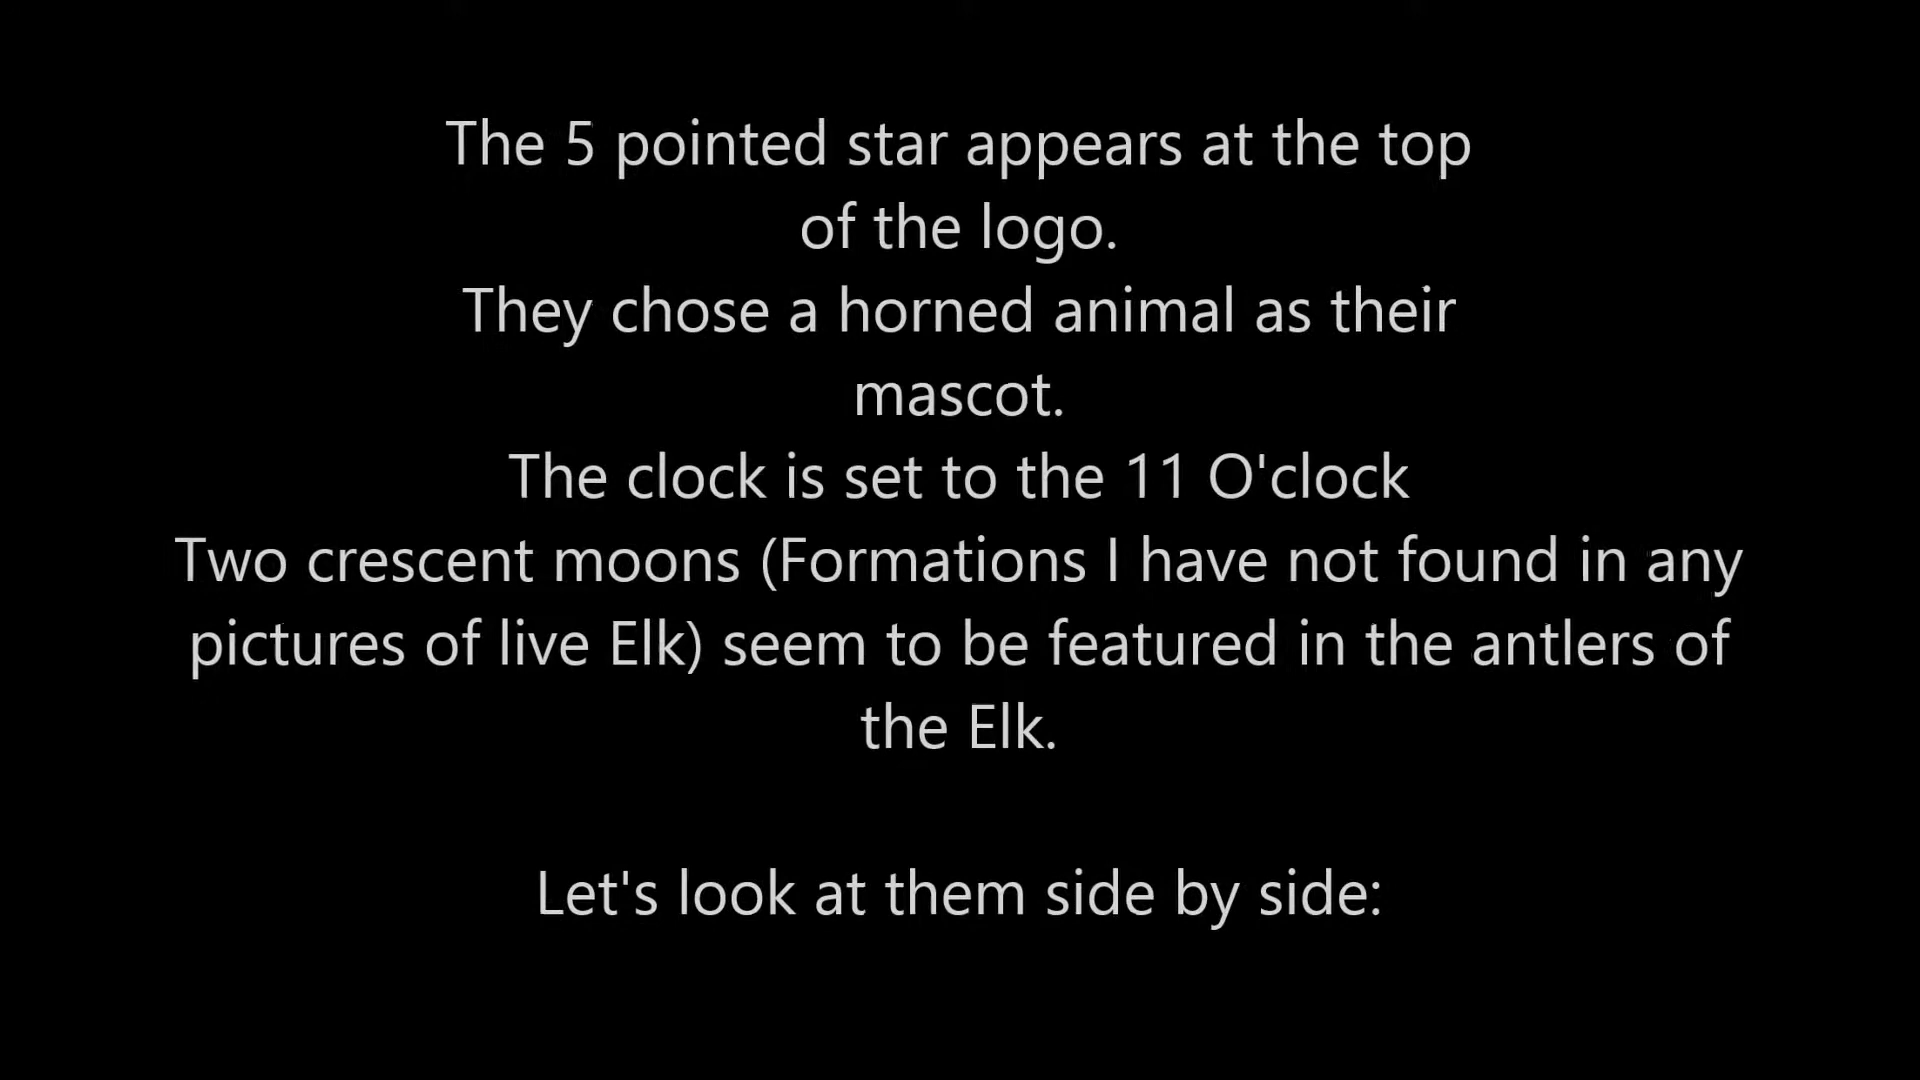 The 5 pointed star appears at the top
of the logo.
They chose a horned animal as their
mascot.
The clock is set to the 11 O'clock
Two crescent moons (Formations I have not found in any
pictures of live Elk) seem to be featured in the antlers of
the Elk.
Let's look at them side by side: